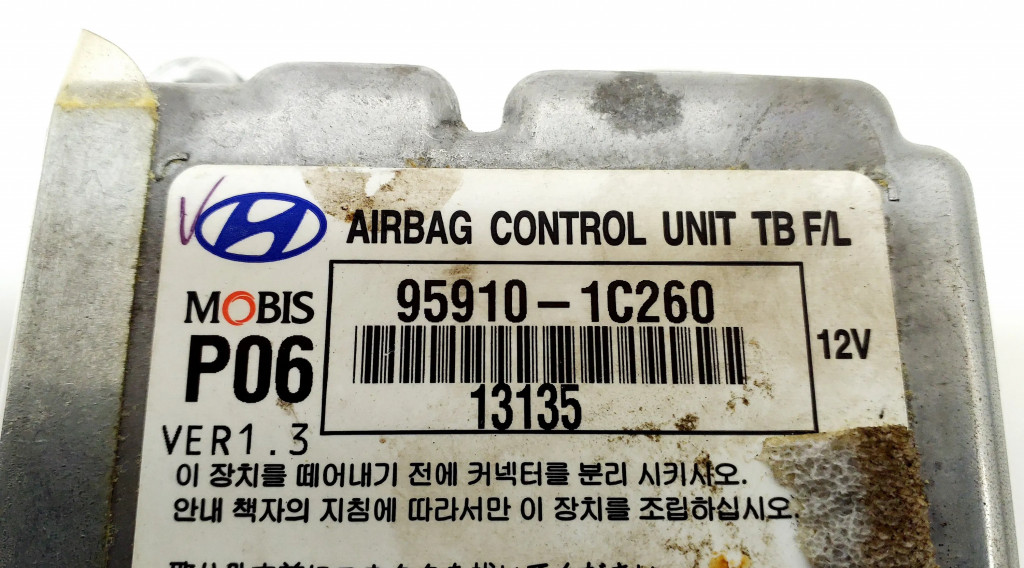 AIRBAG CONTROL UNIT TB F/L
MOBIS
95910-1C260
P06
13135
12V
VER1.3
이 장치를 떼어내기 전에 커넥터를 분리 시키시오.
안내 책자의 지침에 따라서만 이 장치를 조립하십시오.